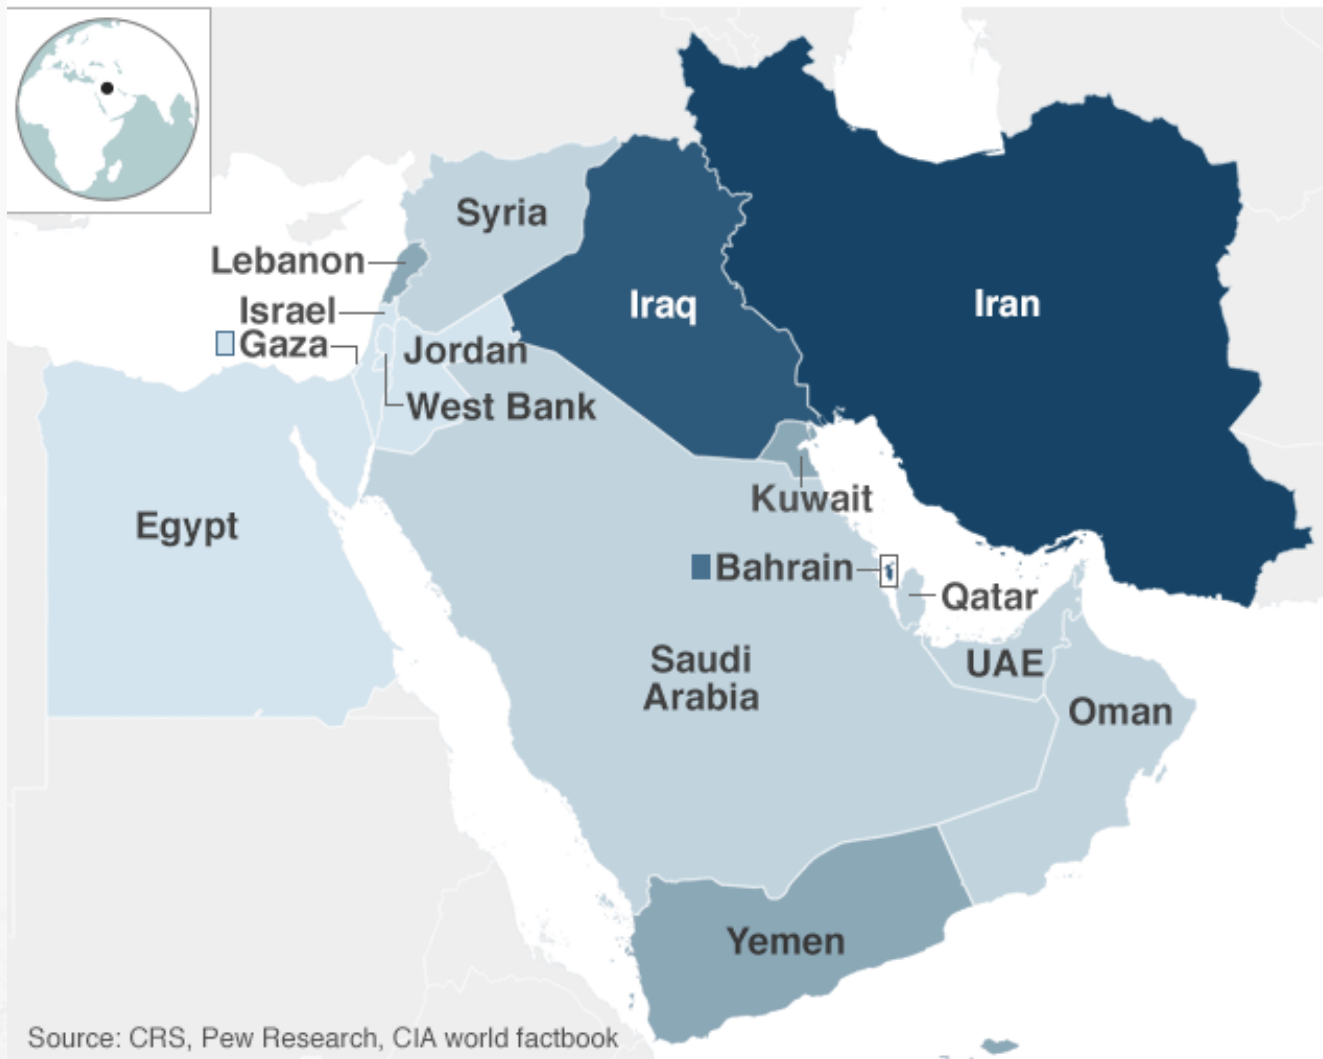 Syria
Lebanon
Israel
Gaza
Jordan
West Bank
Iraq
Iran
Kuwait
Egypt
Bahrain
Qatar
Saudi
Arabia
UAE
Oman
Yemen
Source: CRS, Pew Research, CIA world factbook